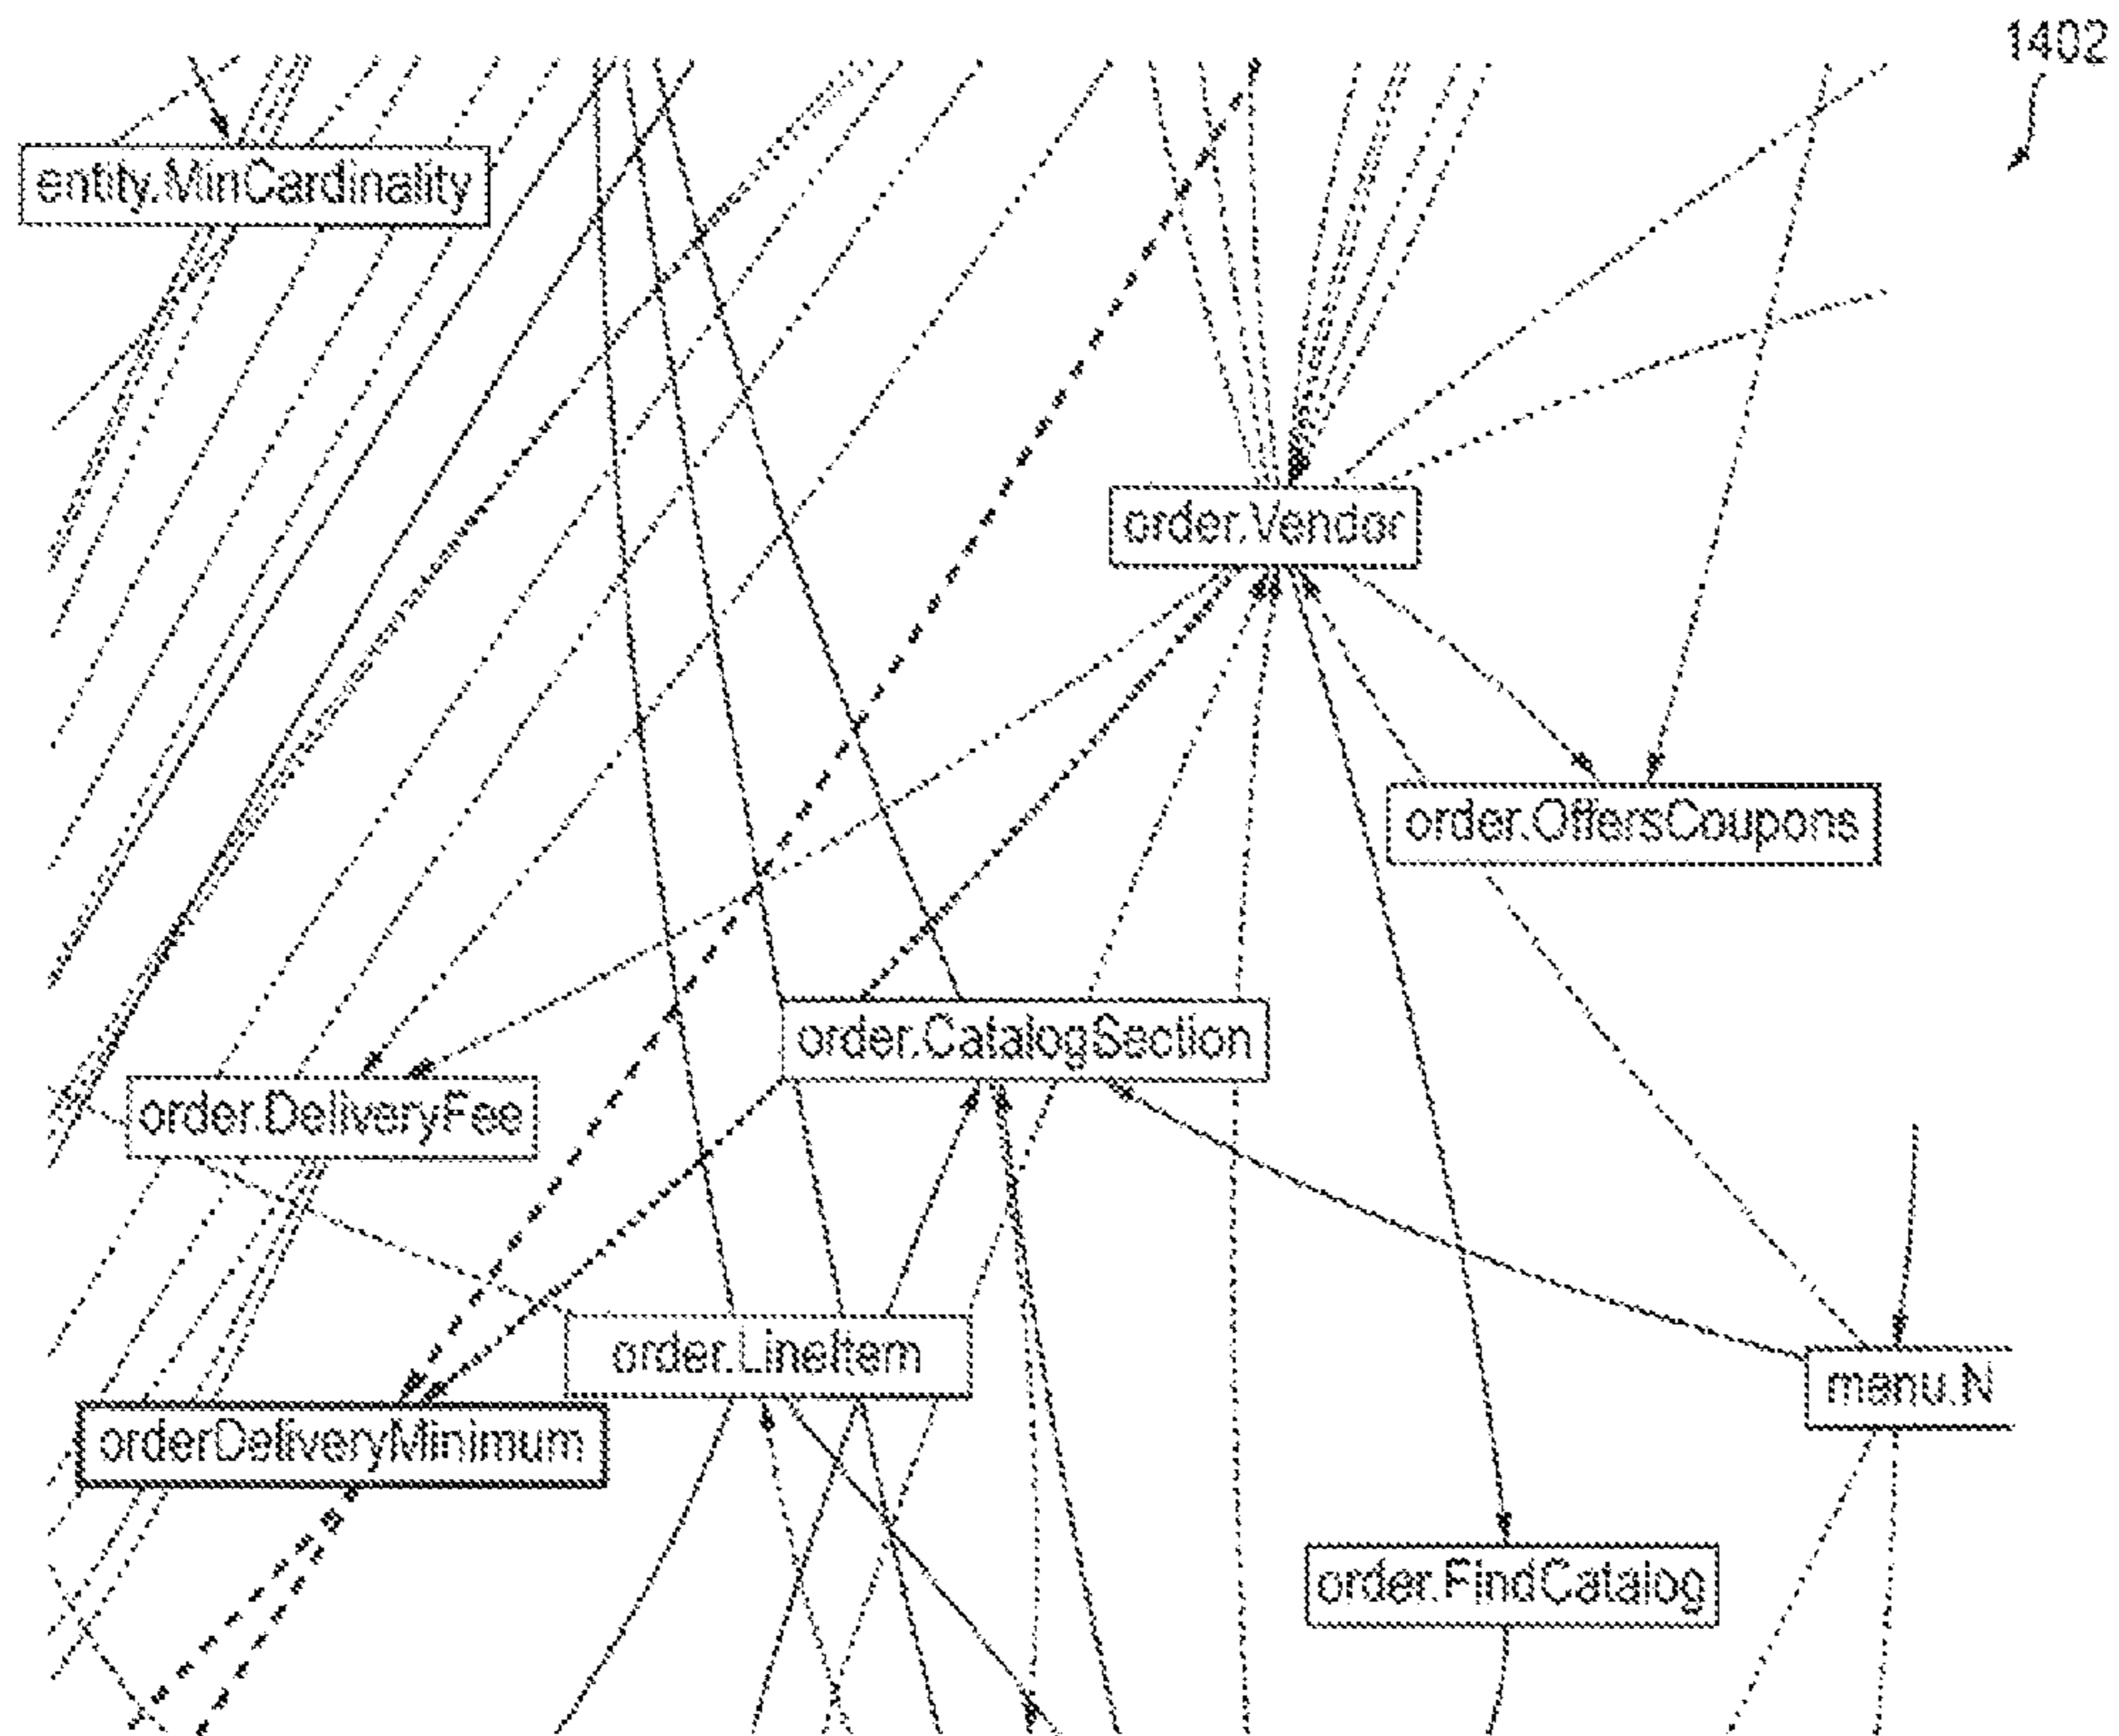 1402
entity.MinCardinality
order.Vendor
order.OffersCoupons
order.CatalogSection
order.DeliveryFee
order.LineItem
manu.N
orderDeliveryMinimum
order.FindCatalog